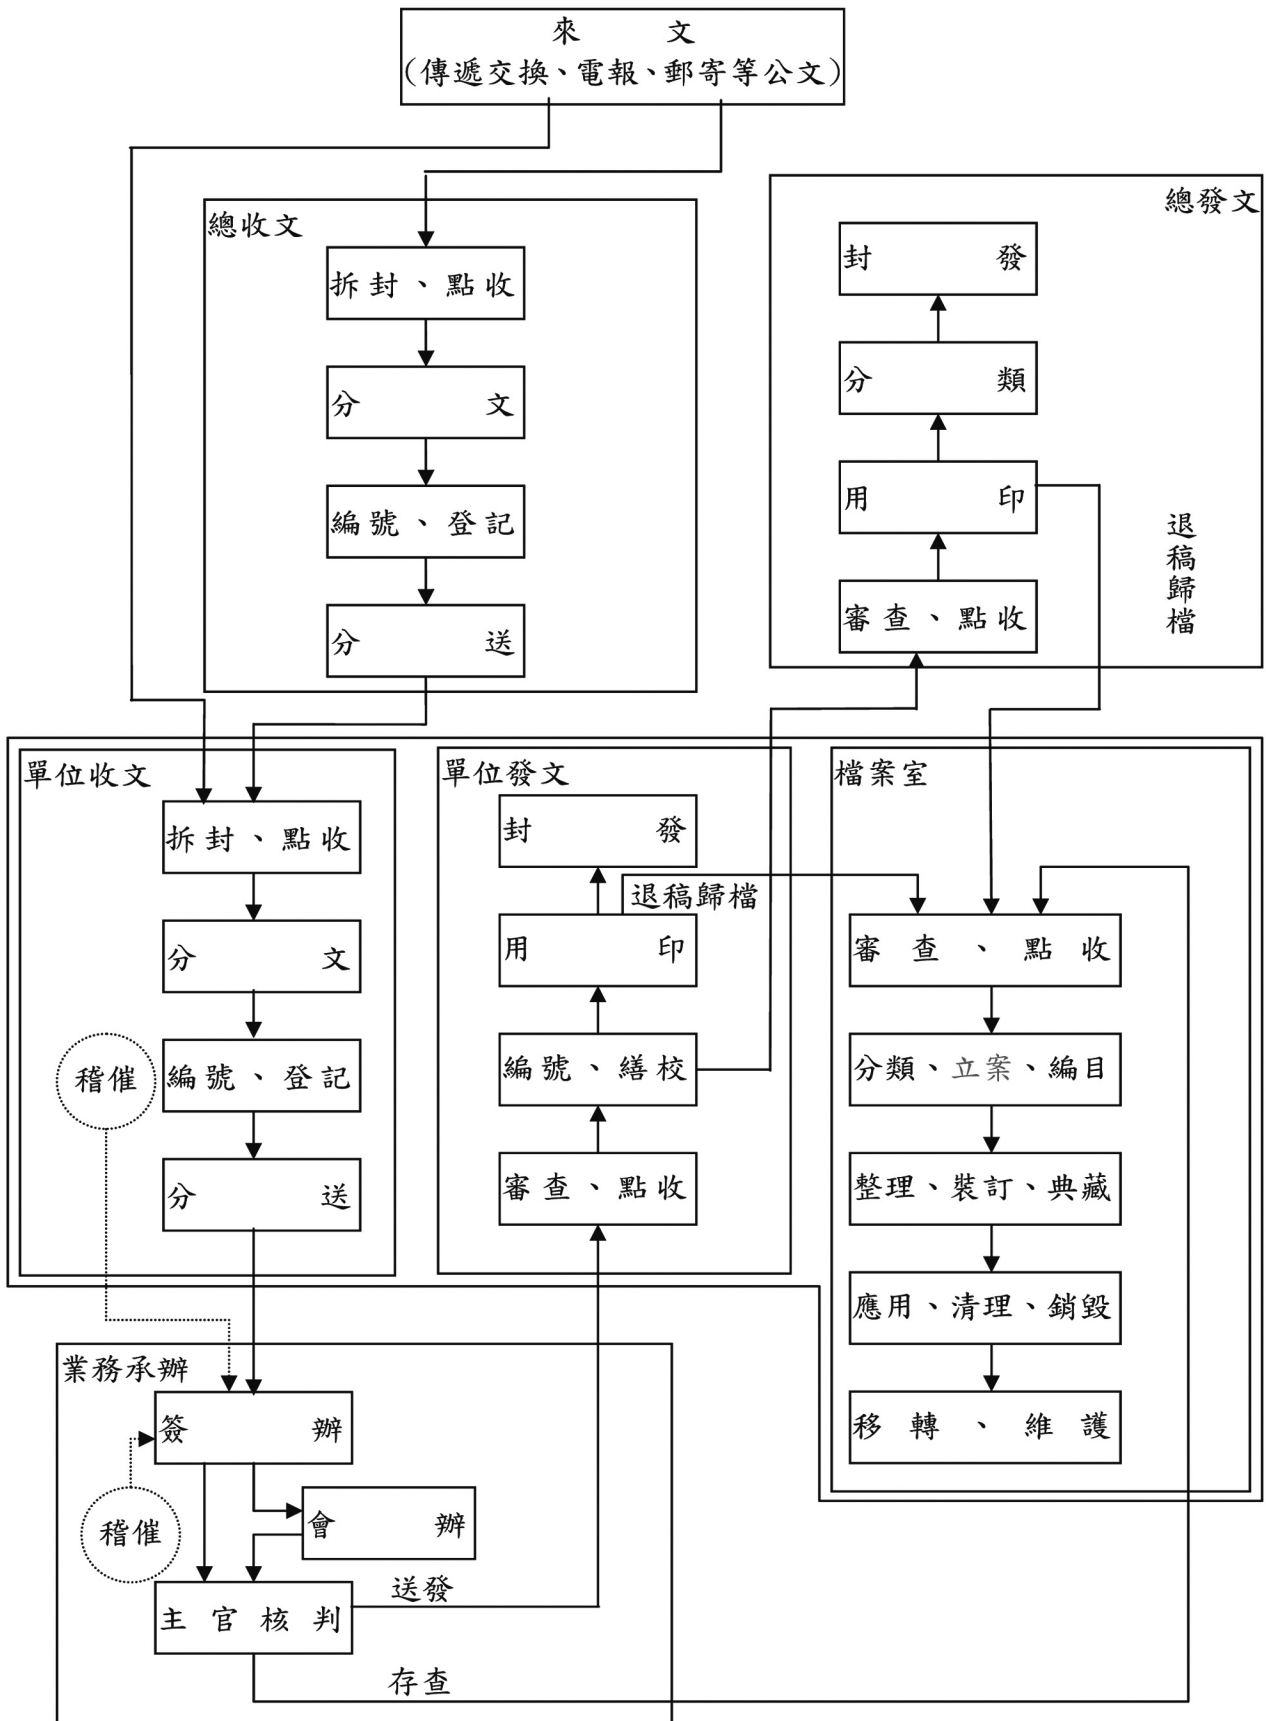 來文
(傳遞交換、電報、郵寄等公文)
總收文
拆封、點收
分文
編號、登記
分送
總發文
封發
分類
用印
審查、點收
退稿歸檔
單位收文
拆封、點收
分文
編號、登記
分送
稽催
單位發文
封發
退稿歸檔
用印
編號、繕校
審查、點收
檔案室
審查、點收
分類、立案、編目
整理、裝訂、典藏
應用、清理、銷毀
移轉、維護
業務承辦
簽辦
會辦
稽催
主官核判
送發
存查